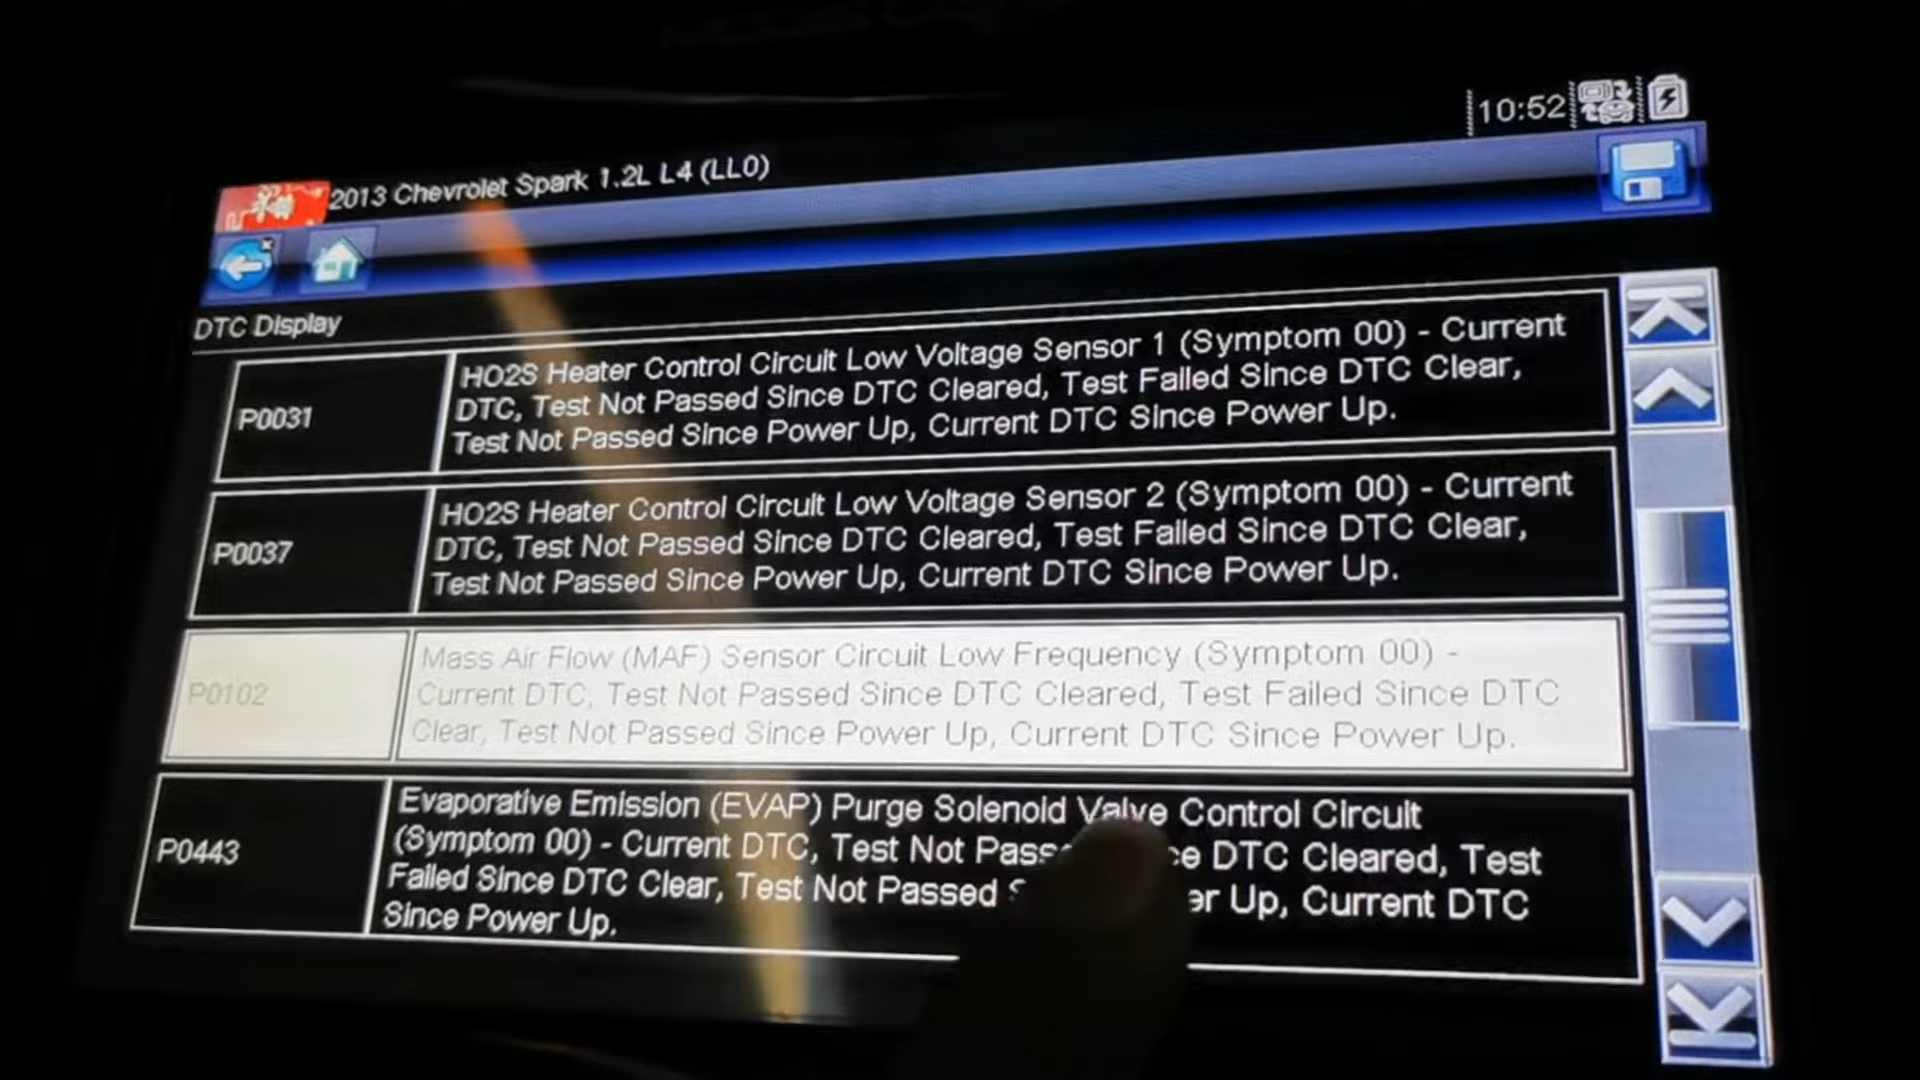 10:52
2013 Chevrolet Spark 1.2L L4 (LL0)
DTC Display
P0031
HO2S Heater Control Circuit Low Voltage Sensor 1 (Symptom 00) - Current
DTC, Test Not Passed Since DTC Cleared, Test Failed Since DTC Clear,
Test Not Passed Since Power Up, Current DTC Since Power Up.
P0037
HO2S Heater Control Circuit Low Voltage Sensor 2 (Symptom 00) - Current
DTC, Test Not Passed Since DTC Cleared, Test Failed Since DTC Clear,
Test Not Passed Since Power Up, Current DTC Since Power Up.
P0102
Mass Air Flow (MAF) Sensor Circuit Low Frequency (Symptom 00) -
Current DTC, Test Not Passed Since DTC Cleared, Test Failed Since DTC
Clear, Test Not Passed Since Power Up, Current DTC Since Power Up.
P0443
Evaporative Emission (EVAP) Purge Solenoid Valve Control Circuit
(Symptom 00) - Current DTC, Test Not Pass ce DTC Cleared, Test
Failed Since DTC Clear, Test Not Passed S er Up, Current DTC
Since Power Up.